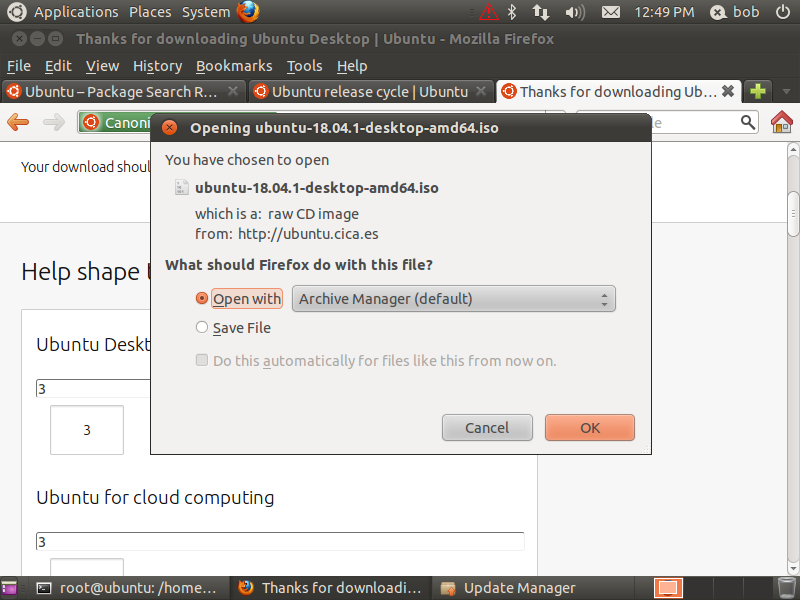 Applications Places System 12:49 PM bob
Thanks for downloading Ubuntu Desktop | Ubuntu - Mozilla Firefox
File Edit View History Bookmarks Tools Help
Ubuntu – Package Search R... Ubuntu release cycle | Ubuntu Thanks for downloading Ub...
Canoni
Opening ubuntu-18.04.1-desktop-amd64.iso
Your download shoul
You have chosen to open
ubuntu-18.04.1-desktop-amd64.iso
which is a: raw CD image
from: http://ubuntu.cica.es
What should Firefox do with this file?
Help shape
Open with Archive Manager (default)
Save File
Ubuntu Deskt
Do this automatically for files like this from now on.
3
3
Cancel OK
Ubuntu for cloud computing
3
root@ubuntu: /home... Thanks for downloadi... Update Manager